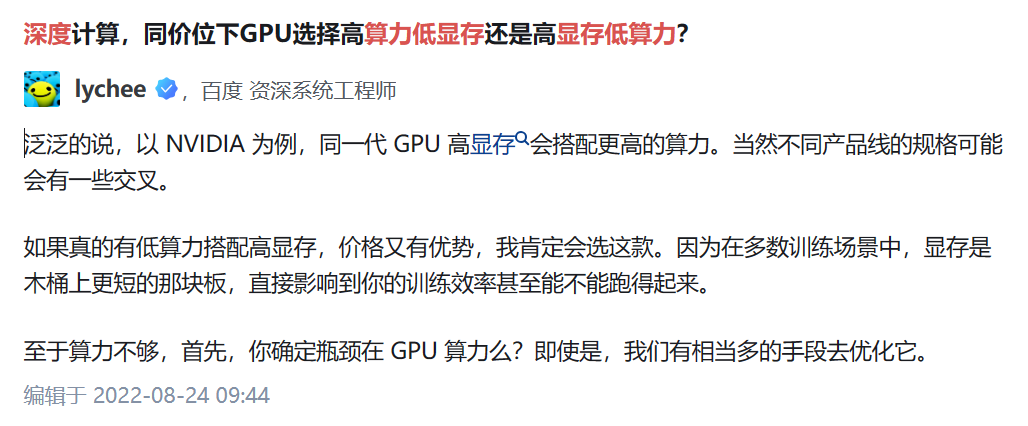 深度计算，同价位下GPU选择高算力低显存还是高显存低算力？
lychee ，百度 资深系统工程师
泛泛的说，以 NVIDIA 为例，同一代 GPU 高显存会搭配更高的算力。当然不同产品线的规格可能
会有一些交叉。
如果真的有低算力搭配高显存，价格又有优势，我肯定会选这款。因为在多数训练场景中，显存是
木桶上更短的那块板，直接影响到你的训练效率甚至能不能跑得起来。
至于算力不够，首先，你确定瓶颈在 GPU 算力么？即使是，我们有相当多的手段去优化它。
编辑于 2022-08-24 09:44